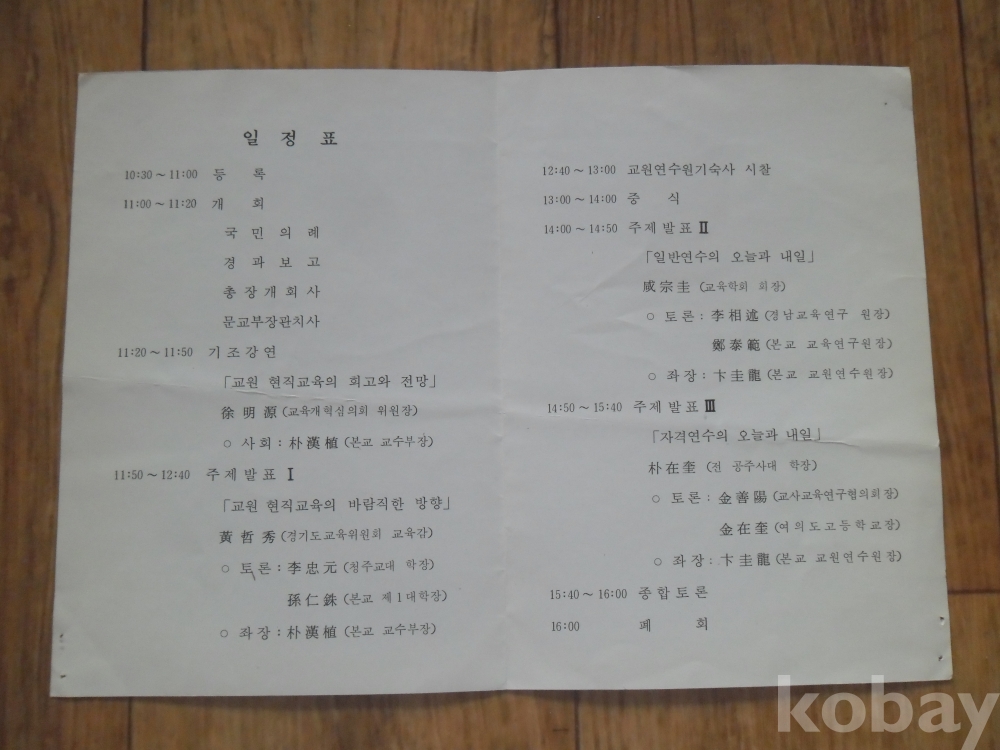 일 정 표
10:30～11:00 등 록
11:00～11:20 개 회
국 민 의 례
경 과 보 고
총 장 개 회 사
문교부장관치사
11:20～11:50 기조강연
「교원 현직교육의 회고와 전망」
徐明源 (교육개혁심의회 위원장)
○ 사회 : 朴漢植 (본교 교수부장)
11:50～12:40 주제발표 Ⅰ
「교원 현직교육의 바람직한 방향」
黃哲秀 (경기도교육위원회 교육감)
○ 토론 : 李忠元 (청주교대 학장)
孫仁銖 (본교 제1대학장)
○ 좌장 : 朴漢植 (본교 교수부장)
12:40～13:00 교원연수원기숙사 시찰
13:00～14:00 중 식
14:00～14:50 주제발표 Ⅱ
「일반연수의 오늘과 내일」
咸宗圭 (교육학회 회장)
○ 토론 : 李相述 (경남교육연구 원장)
鄭泰範 (본교 교육연구원장)
○ 좌장 : 卞圭龍 (본교 교원연수원장)
14:50～15:40 주제발표 Ⅲ
「자격연수의 오늘과 내일」
朴在奎 (전 공주사대 학장)
○ 토론 : 金善陽 (교사교육연구협의회장)
金在奎 (여의도고등학교장)
○ 좌장 : 卞圭龍 (본교 교원연수원장)
15:40～16:00 종합토론
16:00 폐 회
kobay